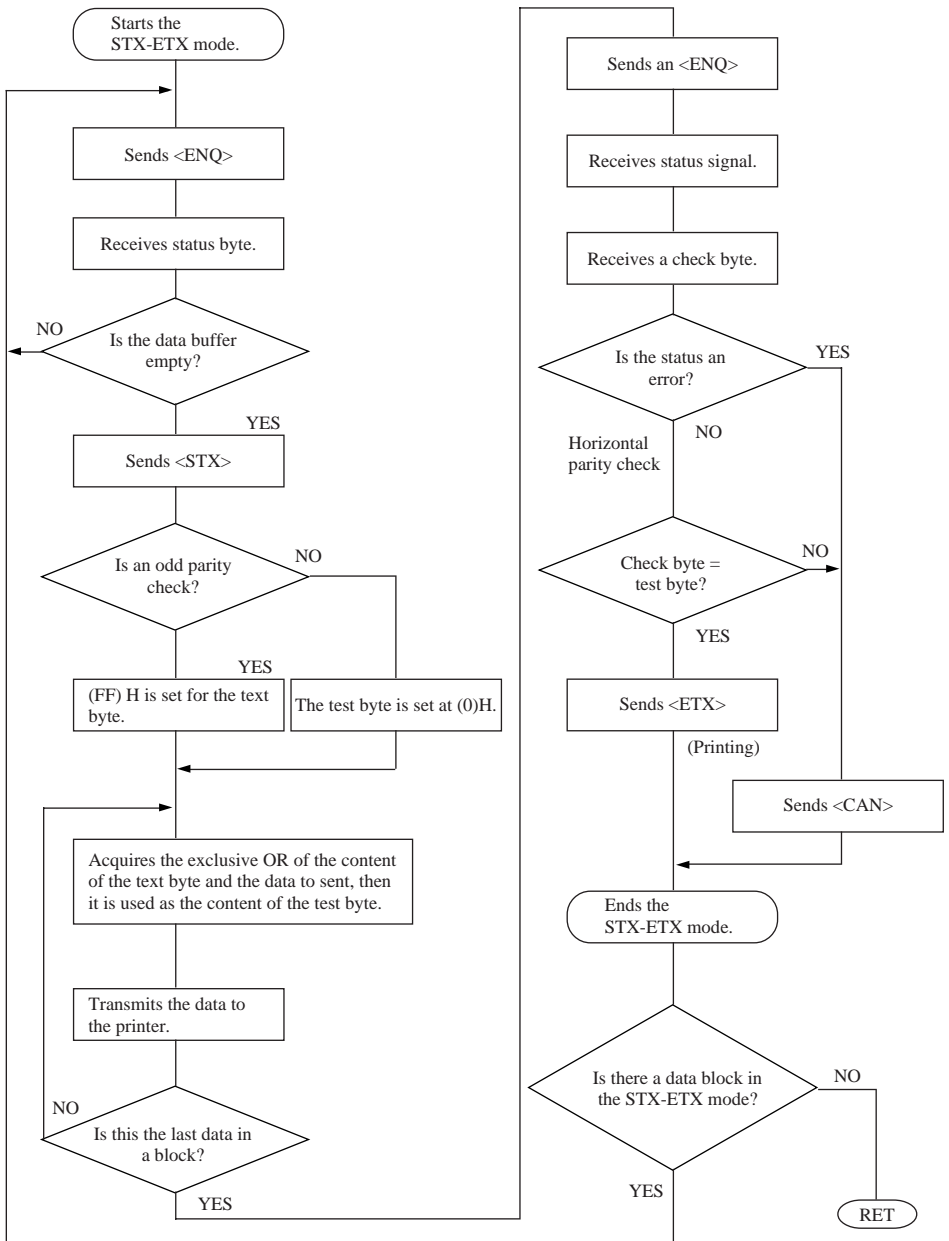 Starts the
STX-ETX mode.
Sends <ENQ>
Receives status byte.
NO
Is the data buffer
empty?
YES
Sends <STX>
Is an odd parity
check?
NO
YES
(FF) H is set for the text
byte.
The test byte is set at (0)H.
Acquires the exclusive OR of the content
of the text byte and the data to sent, then
it is used as the content of the test byte.
Transmits the data to
the printer.
NO
Is this the last data in
a block?
YES
Sends an <ENQ>
Receives status signal.
Receives a check byte.
Is the status an
error?
YES
NO
Horizontal
parity check
Check byte =
test byte?
NO
YES
Sends <ETX>
(Printing)
Sends <CAN>
Ends the
STX-ETX mode.
Is there a data block in
the STX-ETX mode?
NO
YES
RET